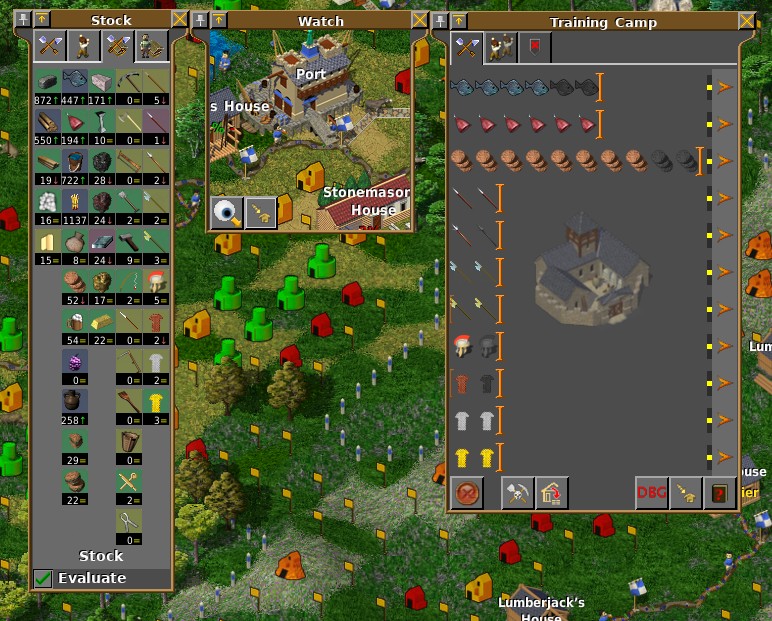 Stock
Watch
Training Camp
872↑ 447↑ 171↑ 0= 5↓
550↑ 194↑ 10= 0= 1↓
19↓ 722↑ 28↓ 0= 2↓
16= 1137 24↓ 2= 2=
15= 8= 24↓ 9= 3=
52↓ 17= 2= 5=
54= 22= 0= 2↓
0= 0= 2=
258↑ 0= 3=
29= 0=
22= 2=
0=
Stock
Evaluate
Port
s House
%
Stonemason
House
DBG
Lum
ouse
ier
Lumberjack's
House